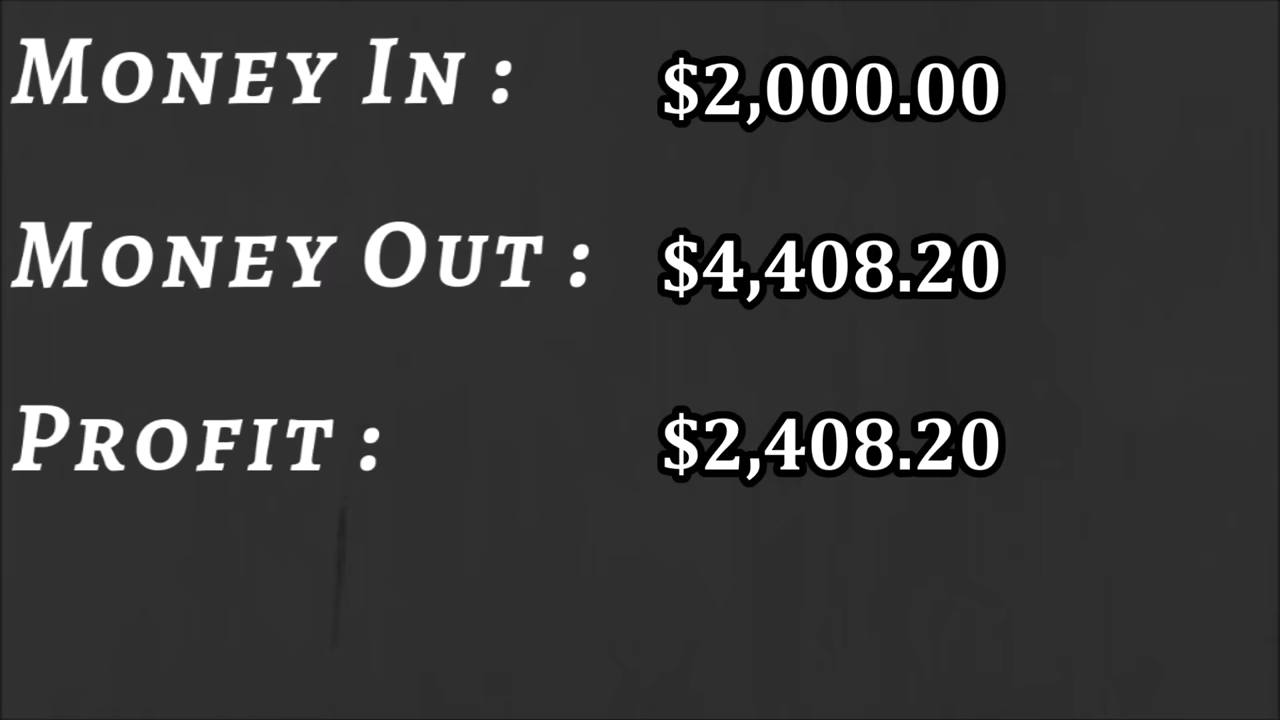 Money In : $2,000.00
Money Out : $4,408.20
Profit : $2,408.20